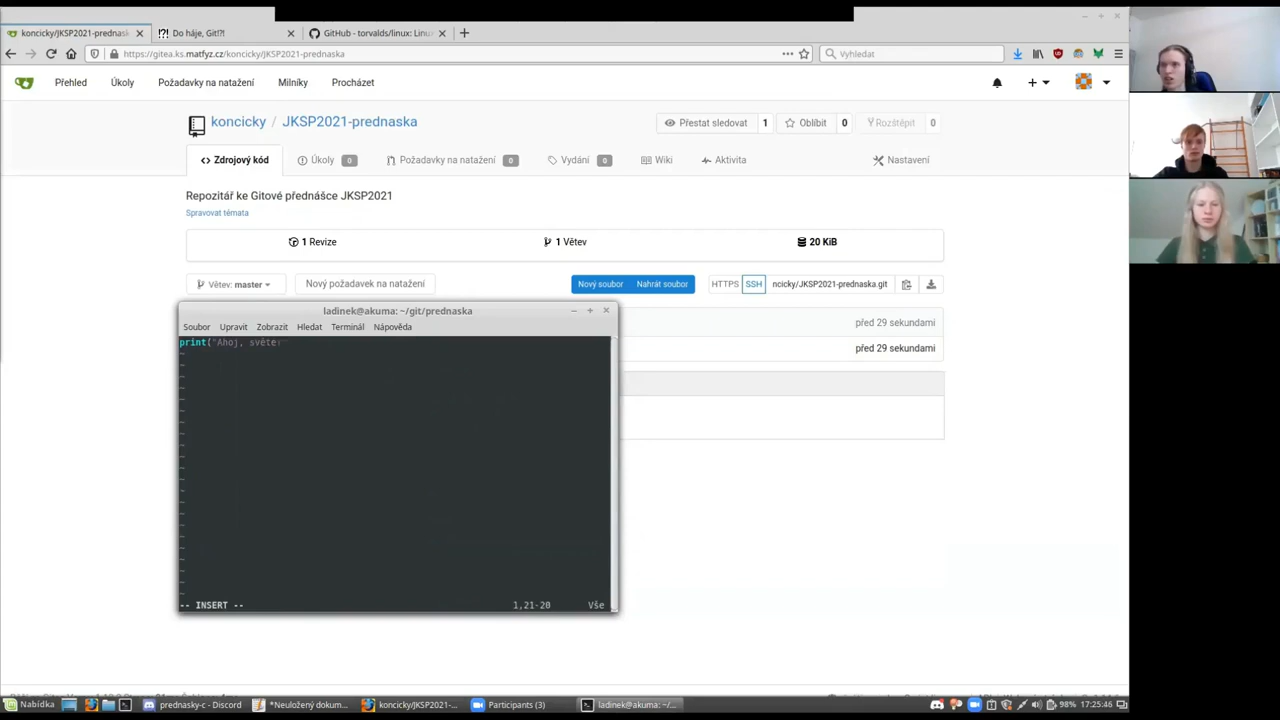 koncicky/JKSP2021-prednask
Do háje, Git!?!
GitHub - torvalds/linux: Linu
https://gitea.ks.matfyz.cz/koncicky/JKSP2021-prednaska
Vyhledat
Přehled Úkoly Požadavky na natažení Milníky Procházet
koncicky / JKSP2021-prednaska
Přestat sledovat 1 Oblíbit 0 Rozštěpit 0
Zdrojový kód Úkoly 0 Požadavky na natažení 0 Vydání 0 Wiki Aktivita Nastavení
Repozitář ke Gitové přednášce JKSP2021
Spravovat témata
1 Revize 1 Větev 20 KiB
Větev: master Nový požadavek na natažení Nový soubor Nahrát soubor HTTPS SSH ncicky/JKSP2021-prednaska.git
ladinek@akuma: ~/git/prednaska
Soubor Upravit Zobrazit Hledat Terminál Nápověda
před 29 sekundami
print("Ahoj, světe!"
před 29 sekundami
-- INSERT -- 1,21-20 Vše
Nabídka prednasky-c - Discord *Neuložený dokum... koncicky/JKSP2021-... Participants (3) ladinek@akuma: ~/... 98% 17:25:46